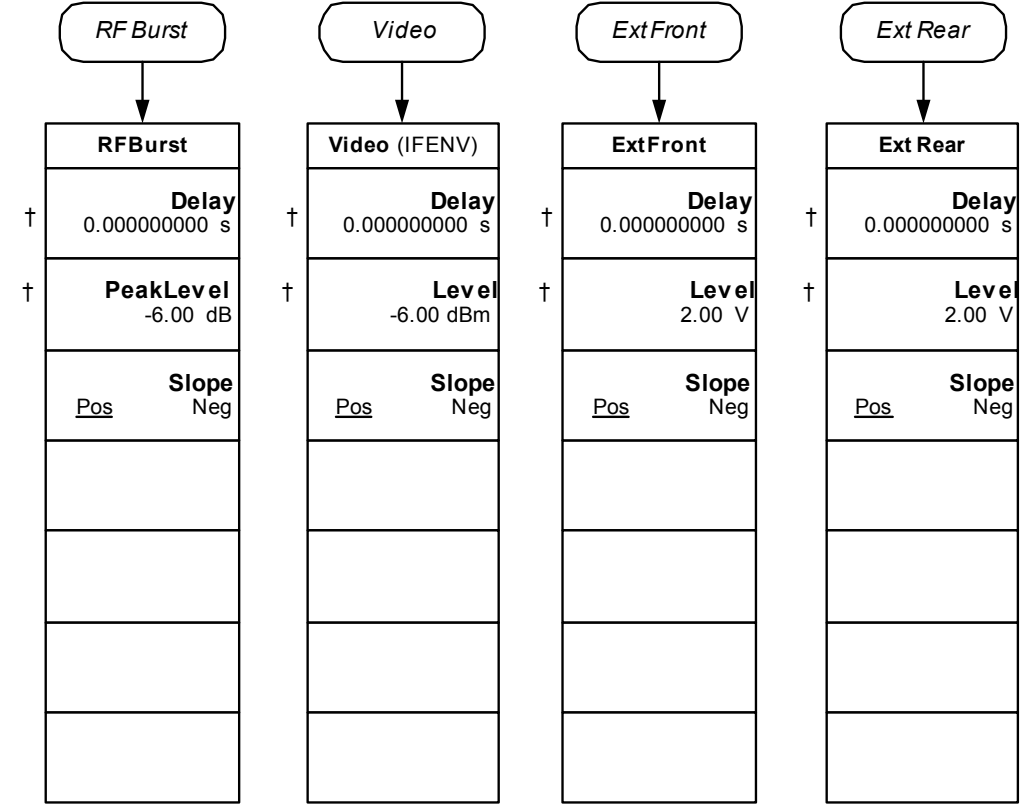 RF Burst
RFBurst
† Delay
0.000000000 s
† PeakLevel
-6.00 dB
Slope
Pos Neg
Video
Video (IFENV)
† Delay
0.000000000 s
† Level
-6.00 dBm
Slope
Pos Neg
Ext Front
ExtFront
† Delay
0.000000000 s
† Level
2.00 V
Slope
Pos Neg
Ext Rear
Ext Rear
† Delay
0.000000000 s
† Level
2.00 V
Slope
Pos Neg